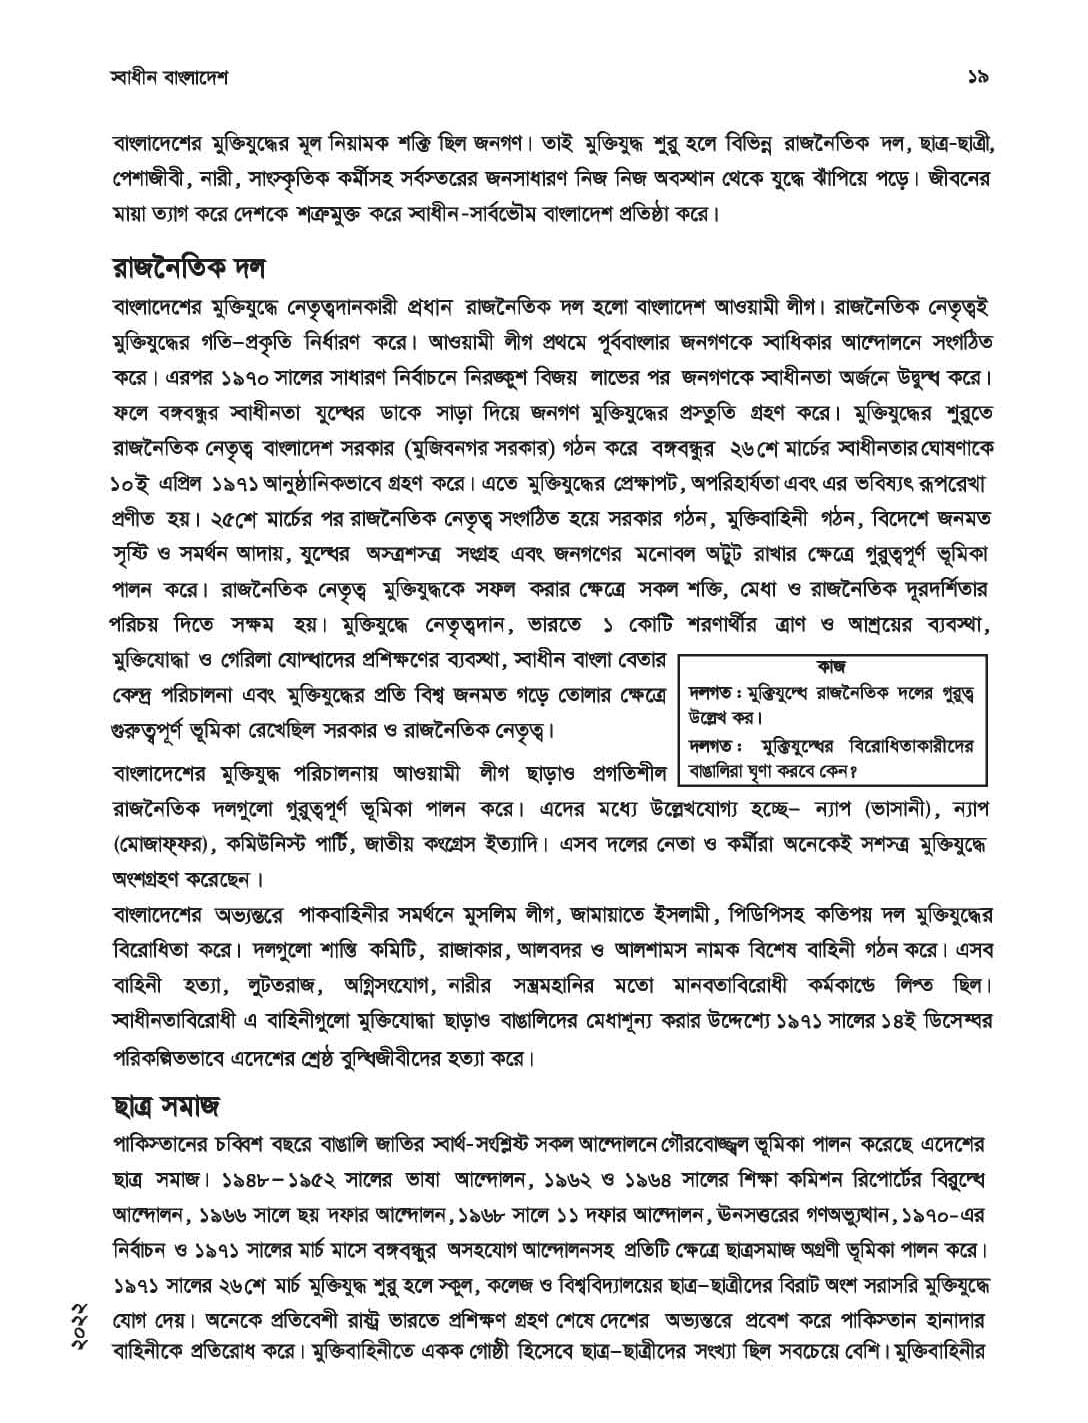 স্বাধীন বাংলাদেশ ১৯
বাংলাদেশের মুক্তিযুদ্ধের মূল নিয়ামক শক্তি ছিল জনগণ। তাই মুক্তিযুদ্ধ শুরু হলে বিভিন্ন রাজনৈতিক দল, ছাত্র-ছাত্রী,
পেশাজীবী, নারী, সাংস্কৃতিক কর্মীসহ সর্বস্তরের জনসাধারণ নিজ নিজ অবস্থান থেকে যুদ্ধে ঝাঁপিয়ে পড়ে। জীবনের
মায়া ত্যাগ করে দেশকে শত্রুমুক্ত করে স্বাধীন-সার্বভৌম বাংলাদেশ প্রতিষ্ঠা করে।
রাজনৈতিক দল
বাংলাদেশের মুক্তিযুদ্ধে নেতৃত্বদানকারী প্রধান রাজনৈতিক দল হলো বাংলাদেশ আওয়ামী লীগ। রাজনৈতিক নেতৃত্বই
মুক্তিযুদ্ধের গতি–প্রকৃতি নির্ধারণ করে। আওয়ামী লীগ প্রথমে পূর্ববাংলার জনগণকে স্বাধিকার আন্দোলনে সংগঠিত
করে। এরপর ১৯৭০ সালের সাধারণ নির্বাচনে নিরঙ্কুশ বিজয় লাভের পর জনগণকে স্বাধীনতা অর্জনে উদ্বুদ্ধ করে।
ফলে বঙ্গবন্ধুর স্বাধীনতা যুদ্ধের ডাকে সাড়া দিয়ে জনগণ মুক্তিযুদ্ধের প্রস্তুতি গ্রহণ করে। মুক্তিযুদ্ধের শুরুতে
রাজনৈতিক নেতৃত্ব বাংলাদেশ সরকার (মুজিবনগর সরকার) গঠন করে বঙ্গবন্ধুর ২৬শে মার্চের স্বাধীনতার ঘোষণাকে
১০ই এপ্রিল ১৯৭১ আনুষ্ঠানিকভাবে গ্রহণ করে। এতে মুক্তিযুদ্ধের প্রেক্ষাপট, অপরিহার্যতা এবং এর ভবিষ্যৎ রূপরেখা
প্রণীত হয়। ২৫শে মার্চের পর রাজনৈতিক নেতৃত্ব সংগঠিত হয়ে সরকার গঠন, মুক্তিবাহিনী গঠন, বিদেশে জনমত
সৃষ্টি ও সমর্থন আদায়, যুদ্ধের অস্ত্রশস্ত্র সংগ্রহ এবং জনগণের মনোবল অটুট রাখার ক্ষেত্রে গুরুত্বপূর্ণ ভূমিকা
পালন করে। রাজনৈতিক নেতৃত্ব মুক্তিযুদ্ধকে সফল করার ক্ষেত্রে সকল শক্তি, মেধা ও রাজনৈতিক দূরদর্শিতার
পরিচয় দিতে সক্ষম হয়। মুক্তিযুদ্ধে নেতৃত্বদান, ভারতে ১ কোটি শরণার্থীর ত্রাণ ও আশ্রয়ের ব্যবস্থা,
মুক্তিযোদ্ধা ও গেরিলা যোদ্ধাদের প্রশিক্ষণের ব্যবস্থা, স্বাধীন বাংলা বেতার
কেন্দ্র পরিচালনা এবং মুক্তিযুদ্ধের প্রতি বিশ্ব জনমত গড়ে তোলার ক্ষেত্রে
গুরুত্বপূর্ণ ভূমিকা রেখেছিল সরকার ও রাজনৈতিক নেতৃত্ব।
কাজ
দলগত : মুক্তিযুদ্ধে রাজনৈতিক দলের গুরুত্ব
উল্লেখ কর।
দলগত : মুক্তিযুদ্ধের বিরোধিতাকারীদের
বাঙালিরা ঘৃণা করবে কেন?
বাংলাদেশের মুক্তিযুদ্ধ পরিচালনায় আওয়ামী লীগ ছাড়াও প্রগতিশীল
রাজনৈতিক দলগুলো গুরুত্বপূর্ণ ভূমিকা পালন করে। এদের মধ্যে উল্লেখযোগ্য হচ্ছে– ন্যাপ (ভাসানী), ন্যাপ
(মোজাফ্‌ফর), কমিউনিস্ট পার্টি, জাতীয় কংগ্রেস ইত্যাদি। এসব দলের নেতা ও কর্মীরা অনেকেই সশস্ত্র মুক্তিযুদ্ধে
অংশগ্রহণ করেছেন।
বাংলাদেশের অভ্যন্তরে পাকবাহিনীর সমর্থনে মুসলিম লীগ, জামায়াতে ইসলামী, পিডিপিসহ কতিপয় দল মুক্তিযুদ্ধের
বিরোধিতা করে। দলগুলো শান্তি কমিটি, রাজাকার, আলবদর ও আলশামস নামক বিশেষ বাহিনী গঠন করে। এসব
বাহিনী হত্যা, লুটতরাজ, অগ্নিসংযোগ, নারীর সম্ভ্রমহানির মতো মানবতাবিরোধী কর্মকান্ডে লিপ্ত ছিল।
স্বাধীনতাবিরোধী এ বাহিনীগুলো মুক্তিযোদ্ধা ছাড়াও বাঙালিদের মেধাশূন্য করার উদ্দেশ্যে ১৯৭১ সালের ১৪ই ডিসেম্বর
পরিকল্পিতভাবে এদেশের শ্রেষ্ঠ বুদ্ধিজীবীদের হত্যা করে।
ছাত্র সমাজ
পাকিস্তানের চব্বিশ বছরে বাঙালি জাতির স্বার্থ-সংশ্লিষ্ট সকল আন্দোলনে গৌরবোজ্জ্বল ভূমিকা পালন করেছে এদেশের
ছাত্র সমাজ। ১৯৪৮–১৯৫২ সালের ভাষা আন্দোলন, ১৯৬২ ও ১৯৬৪ সালের শিক্ষা কমিশন রিপোর্টের বিরুদ্ধে
আন্দোলন, ১৯৬৬ সালে ছয় দফার আন্দোলন, ১৯৬৮ সালে ১১ দফার আন্দোলন, ঊনসত্তরের গণঅভ্যুত্থান, ১৯৭০-এর
নির্বাচন ও ১৯৭১ সালের মার্চ মাসে বঙ্গবন্ধুর অসহযোগ আন্দোলনসহ প্রতিটি ক্ষেত্রে ছাত্রসমাজ অগ্রণী ভূমিকা পালন করে।
১৯৭১ সালের ২৬শে মার্চ মুক্তিযুদ্ধ শুরু হলে স্কুল, কলেজ ও বিশ্ববিদ্যালয়ের ছাত্র–ছাত্রীদের বিরাট অংশ সরাসরি মুক্তিযুদ্ধে
যোগ দেয়। অনেকে প্রতিবেশী রাষ্ট্র ভারতে প্রশিক্ষণ গ্রহণ শেষে দেশের অভ্যন্তরে প্রবেশ করে পাকিস্তান হানাদার
বাহিনীকে প্রতিরোধ করে। মুক্তিবাহিনীতে একক গোষ্ঠী হিসেবে ছাত্র–ছাত্রীদের সংখ্যা ছিল সবচেয়ে বেশি। মুক্তিবাহিনীর
২০২২